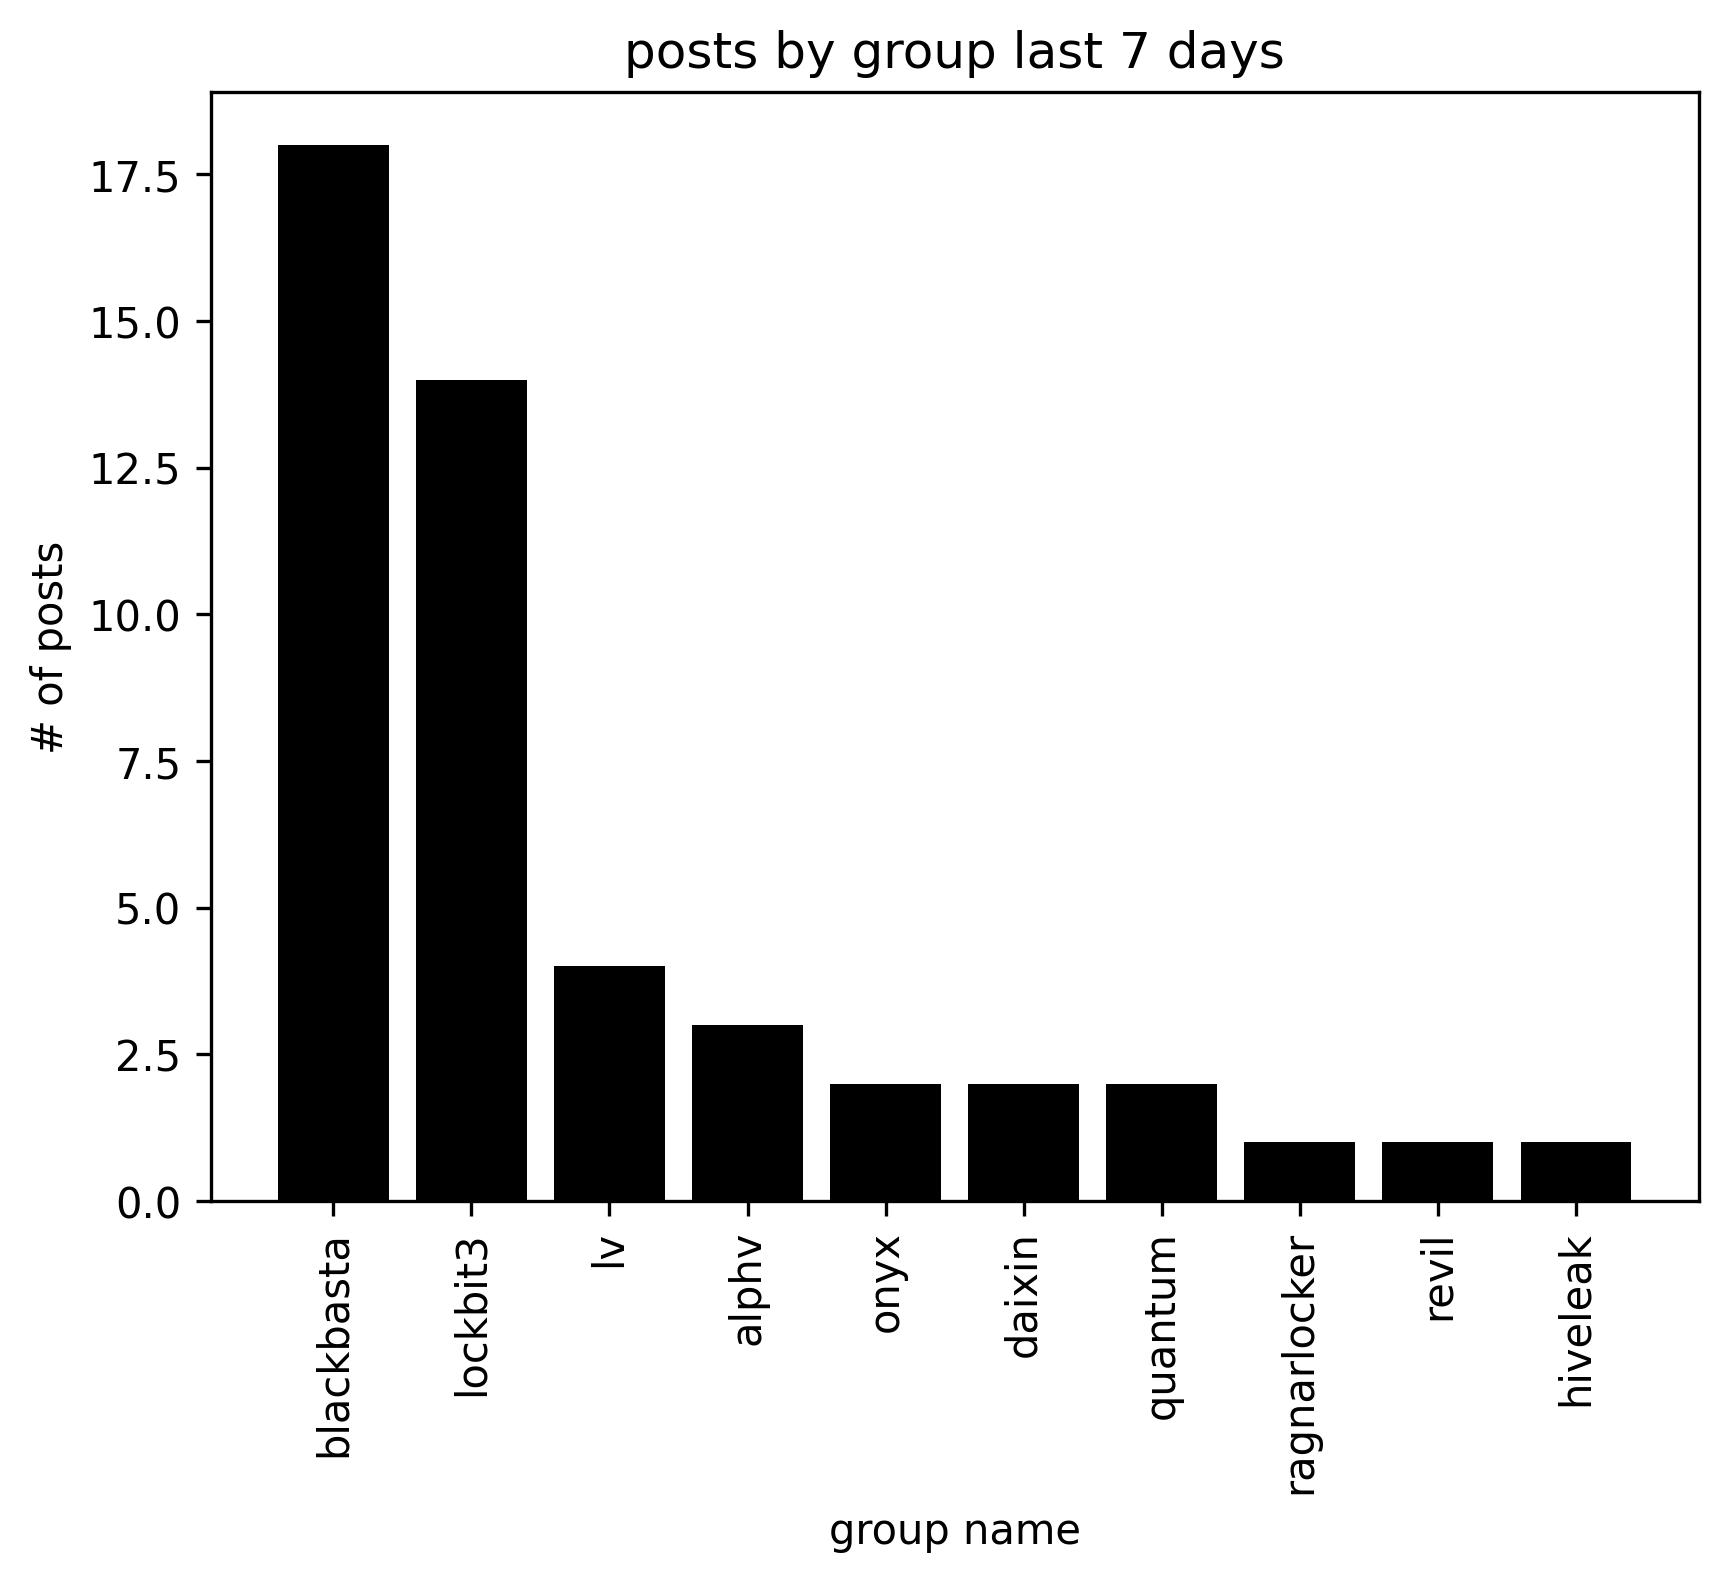 posts by group last 7 days
# of posts
17.5
15.0
12.5
10.0
7.5
5.0
2.5
0.0
blackbasta
lockbit3
lv
alphv
onyx
daixin
quantum
ragnarlocker
revil
hiveleak
group name